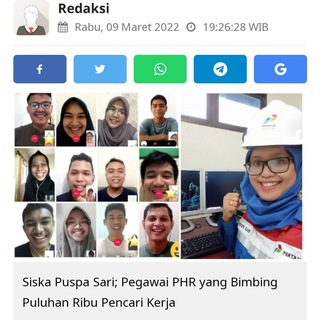 Redaksi
Rabu, 09 Maret 2022 19:26:28 WIB
Siska Puspa Sari; Pegawai PHR yang Bimbing
Puluhan Ribu Pencari Kerja